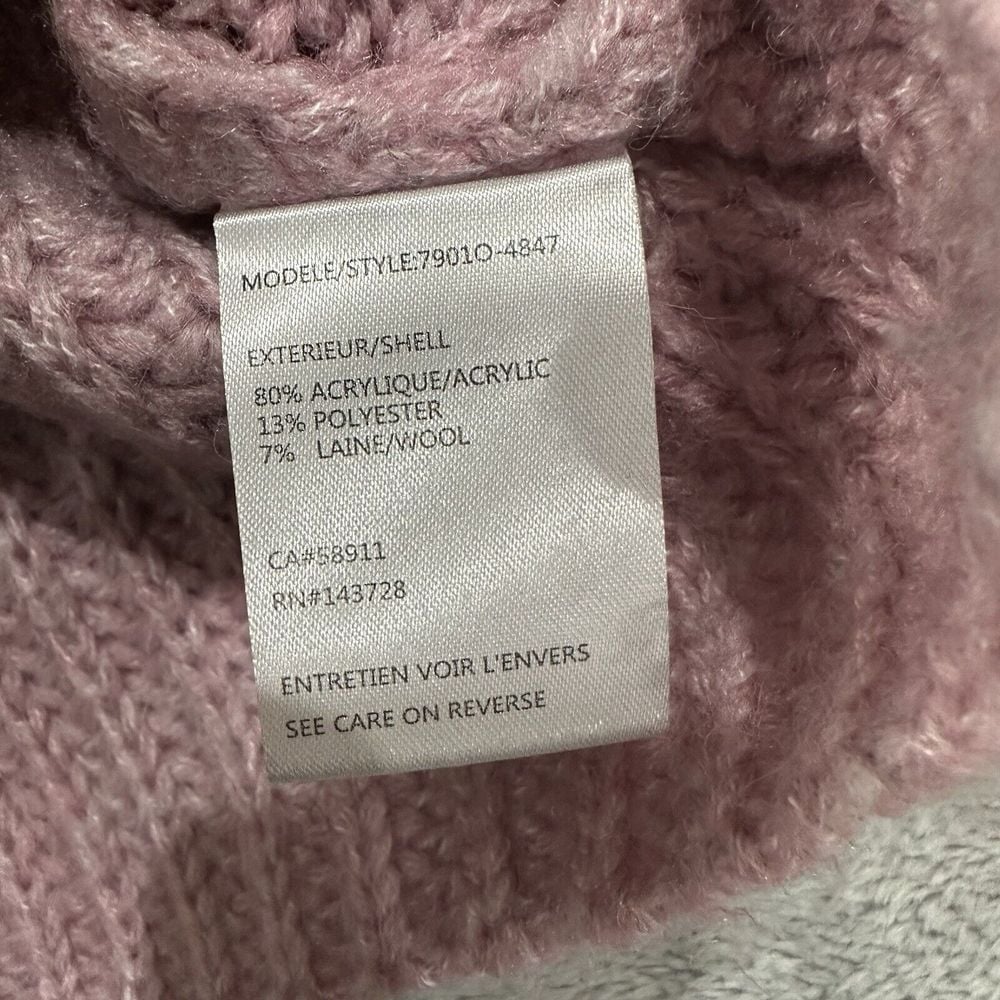 MODELE/STYLE:7901O-4847
EXTERIEUR/SHELL
80% ACRYLIQUE/ACRYLIC
13% POLYESTER
7% LAINE/WOOL
CA#58911
RN#143728
ENTRETIEN VOIR L'ENVERS
SEE CARE ON REVERSE